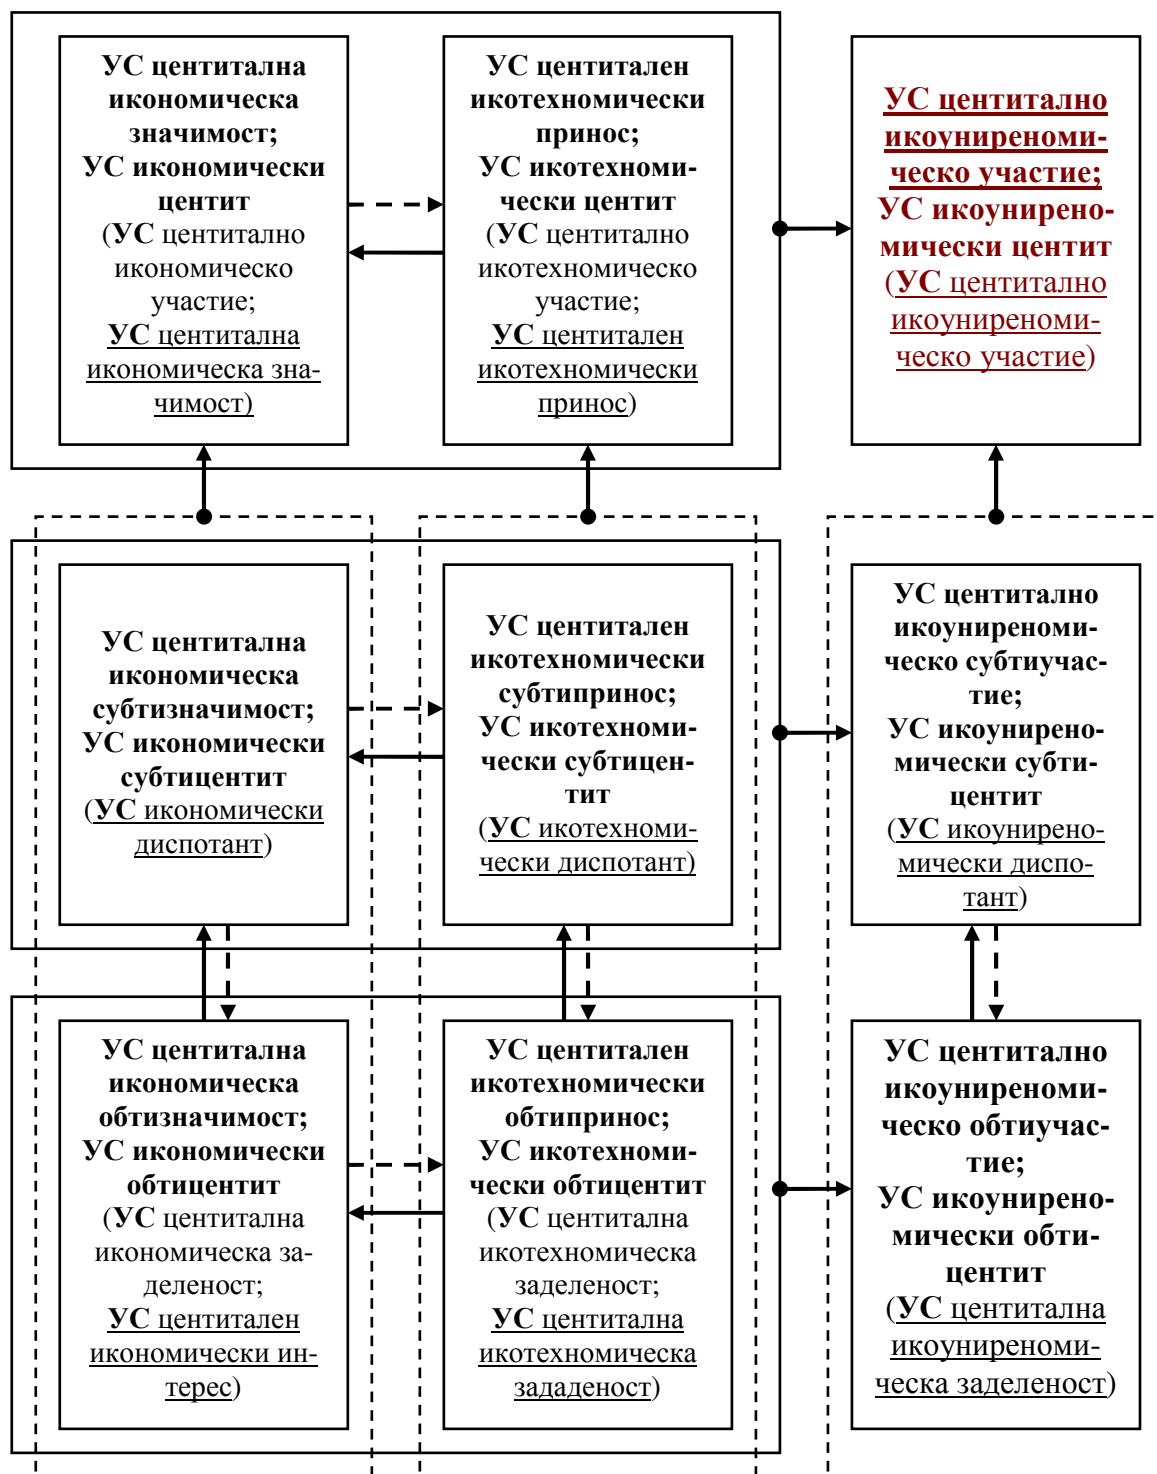 УС центитална
икономическа
значимост;
УС икономически
центит
(УС центитално
икономическо
участие;
УС центитална
икономическа зна-
чимост)
УС центитален
икотехномически
принос;
УС икотехноми-
чески центит
(УС центитално
икотехномическо
участие;
УС центитален
икотехномически
принос)
УС центитално
икоуниреноми-
ческо участие;
УС икоунирено-
мически центит
(УС центитално
икоуниреноми-
ческо участие)
УС центитална
икономическа
субтизначимост;
УС икономически
субтицентит
(УС икономически
диспотант)
УС центитален
икотехномически
субтипринос;
УС икотехноми-
чески субтицен-
тит
(УС икотехноми-
чески диспотант)
УС центитално
икоуниреноми-
ческо субтиучас-
тие;
УС икоунирено-
мически субти-
центит
(УС икоунирено-
мически диспо-
тант)
УС центитална
икономическа
обтизначимост;
УС икономически
обтицентит
(УС центитална
икономическа за-
деленост;
УС центитален
икономически ин-
терес)
УС центитален
икотехномически
обтипринос;
УС икотехноми-
чески обтицентит
(УС центитална
икотехномическа
заделеност;
УС центитална
икотехномическа
зададеност)
УС центитално
икоуниреноми-
ческо обтиучас-
тие;
УС икоунирено-
мически обти-
центит
(УС центитална
икоуниреноми-
ческа заделеност)